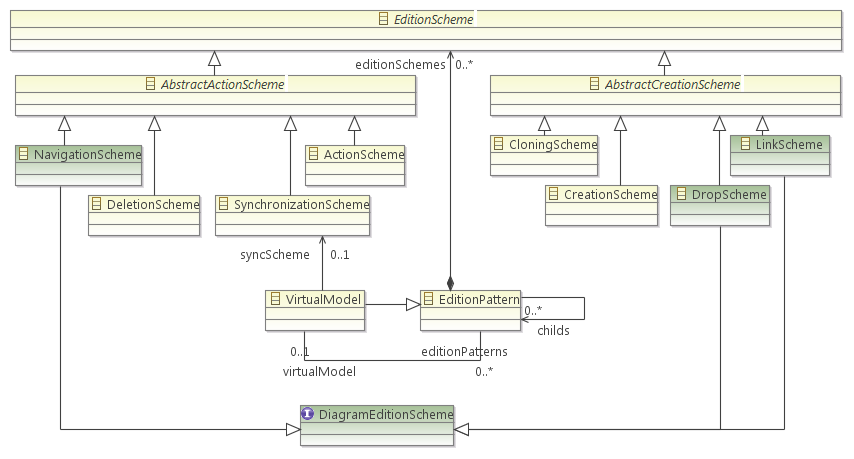 EditionScheme
editionSchemes 0..*
AbstractActionScheme
AbstractCreationScheme
NavigationScheme
ActionScheme
CloningScheme
LinkScheme
DeletionScheme
SynchronizationScheme
CreationScheme
DropScheme
syncScheme 0..1
VirtualModel
EditionPattern
0..*
childs
0..1
editionPatterns
virtualModel
0..*
I DiagramEditionScheme